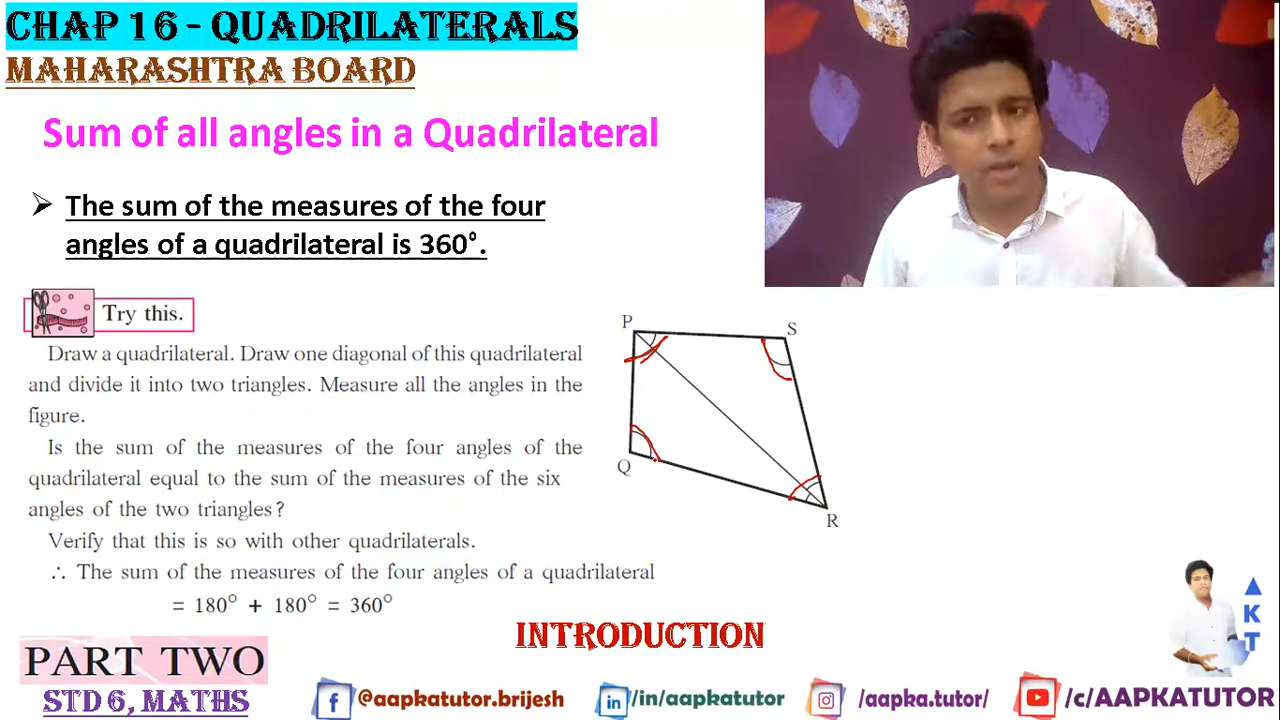 CHAP 16 - QUADRILATERALS
MAHARASHTRA BOARD
Sum of all angles in a Quadrilateral
➢ The sum of the measures of the four
angles of a quadrilateral is 360⁰.
Try this.
Draw a quadrilateral. Draw one diagonal of this quadrilateral
and divide it into two triangles. Measure all the angles in the
figure.
Is the sum of the measures of the four angles of the
quadrilateral equal to the sum of the measures of the six
angles of the two triangles?
Verify that this is so with other quadrilaterals.
∴ The sum of the measures of the four angles of a quadrilateral
= 180° + 180° = 360°
P
S
Q
R
INTRODUCTION
PART TWO
STD 6, MATHS
AKT
f @aapkatutor.brijesh
in /in/aapkatutor
/aapka.tutor/
/c/AAPKATUTOR